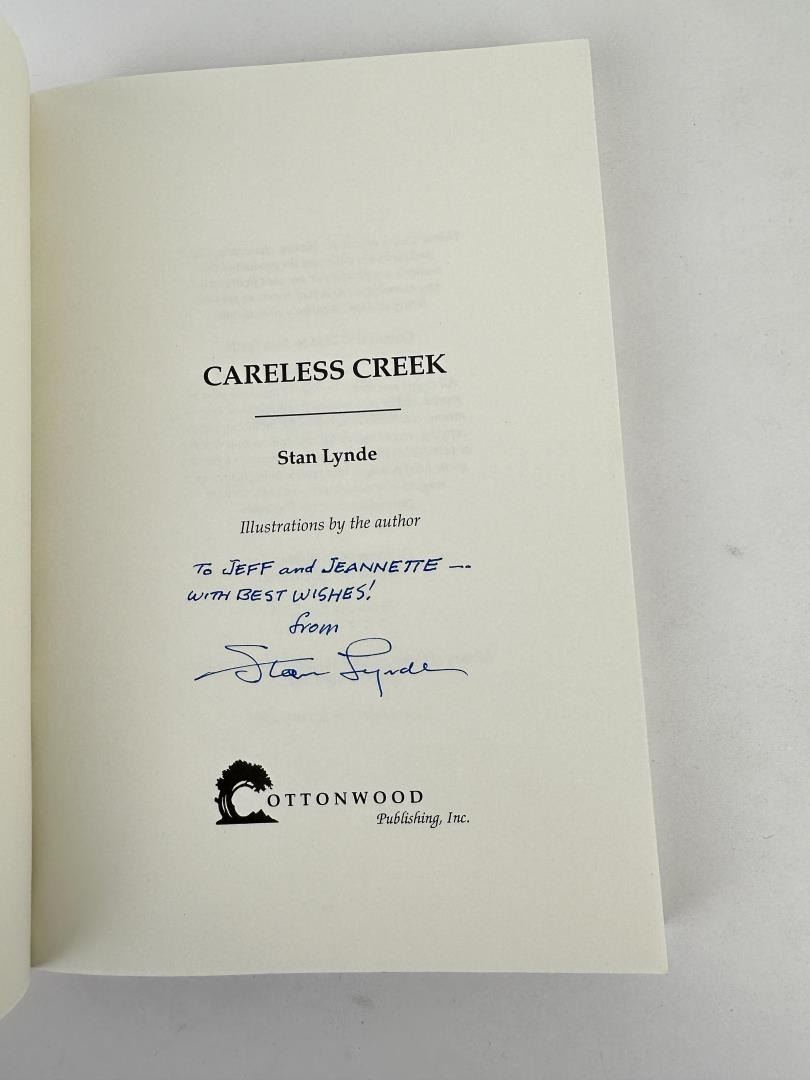 CARELESS CREEK
Stan Lynde
Illustrations by the author
To JEFF and JEANNETTE —
WITH BEST WISHES!
from
Stan Lynde
COTTONWOOD
Publishing, Inc.